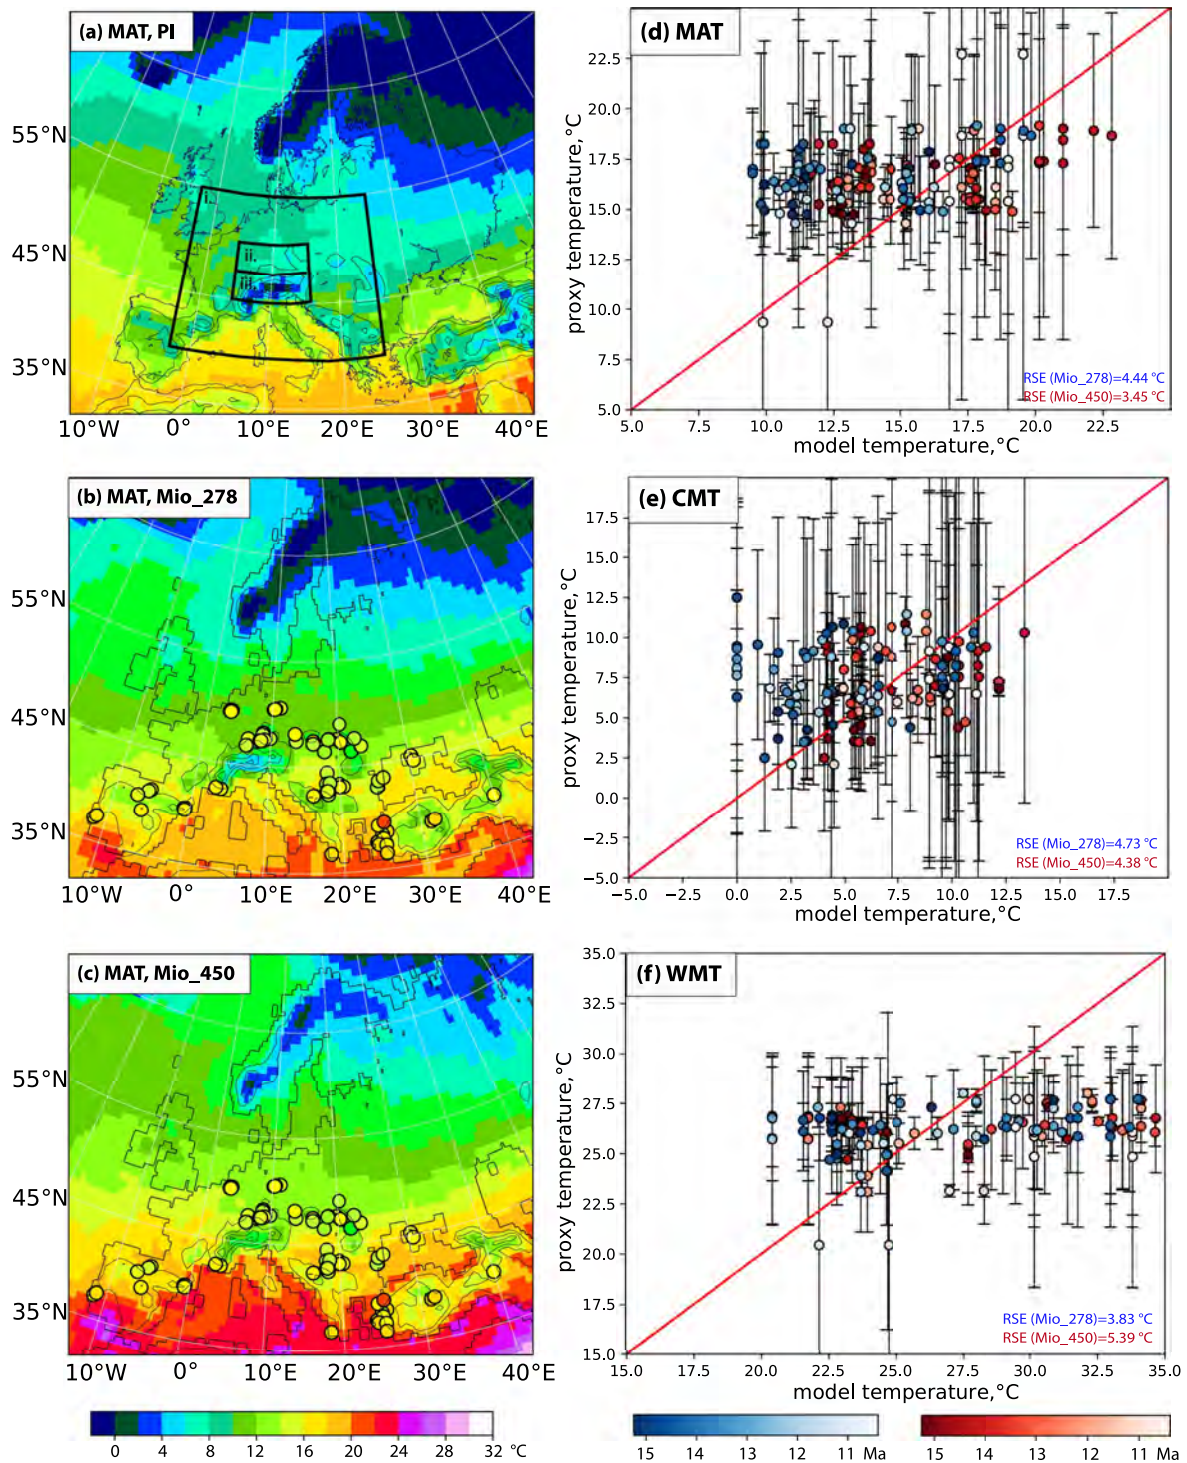 (a) MAT, PI
55°N
45°N
35°N
i.
ii.
iii.
10°W 0° 10°E 20°E 30°E 40°E
(b) MAT, Mio_278
55°N
45°N
35°N
10°W 0° 10°E 20°E 30°E 40°E
(c) MAT, Mio_450
55°N
45°N
35°N
10°W 0° 10°E 20°E 30°E 40°E
0 4 8 12 16 20 24 28 32 °C
(d) MAT
proxy temperature,°C
22.5
20.0
17.5
15.0
12.5
10.0
7.5
5.0
RSE (Mio_278)=4.44 °C
RSE (Mio_450)=3.45 °C
5.0 7.5 10.0 12.5 15.0 17.5 20.0 22.5
model temperature,°C
(e) CMT
proxy temperature,°C
17.5
15.0
12.5
10.0
7.5
5.0
2.5
0.0
−2.5
−5.0
RSE (Mio_278)=4.73 °C
RSE (Mio_450)=4.38 °C
−5.0 −2.5 0.0 2.5 5.0 7.5 10.0 12.5 15.0 17.5
model temperature,°C
(f) WMT
proxy temperature,°C
35.0
32.5
30.0
27.5
25.0
22.5
20.0
17.5
15.0
RSE (Mio_278)=3.83 °C
RSE (Mio_450)=5.39 °C
15.0 17.5 20.0 22.5 25.0 27.5 30.0 32.5 35.0
model temperature,°C
15 14 13 12 11 Ma
15 14 13 12 11 Ma